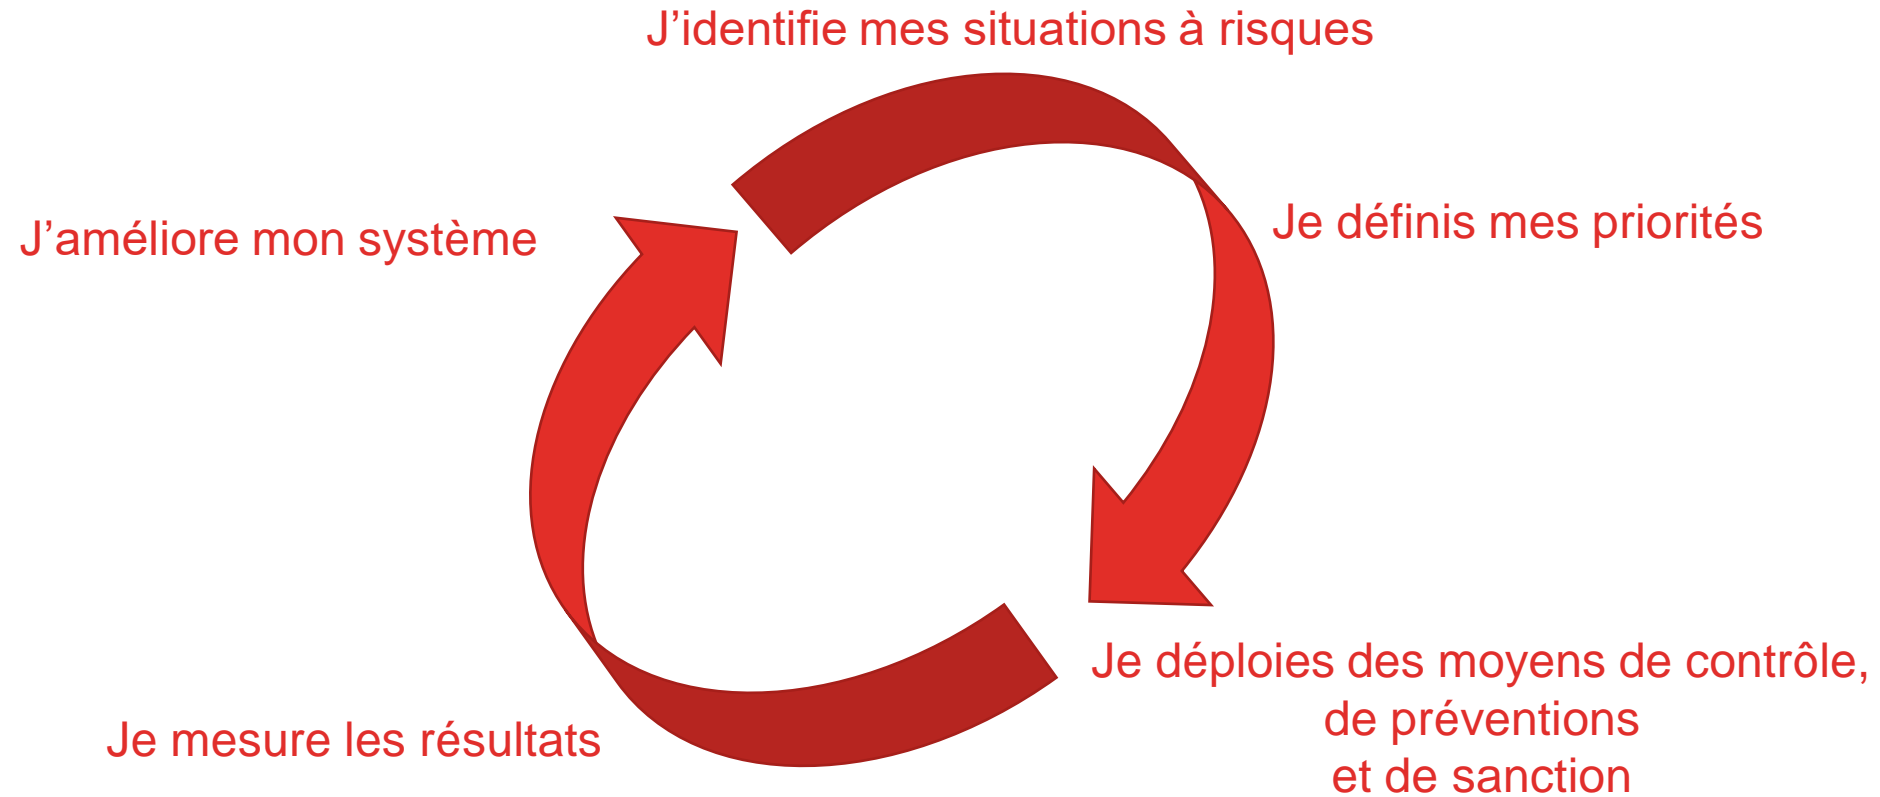 J’identifie mes situations à risques
Je définis mes priorités
Je déploies des moyens de contrôle,
de préventions
et de sanction
Je mesure les résultats
J’améliore mon système